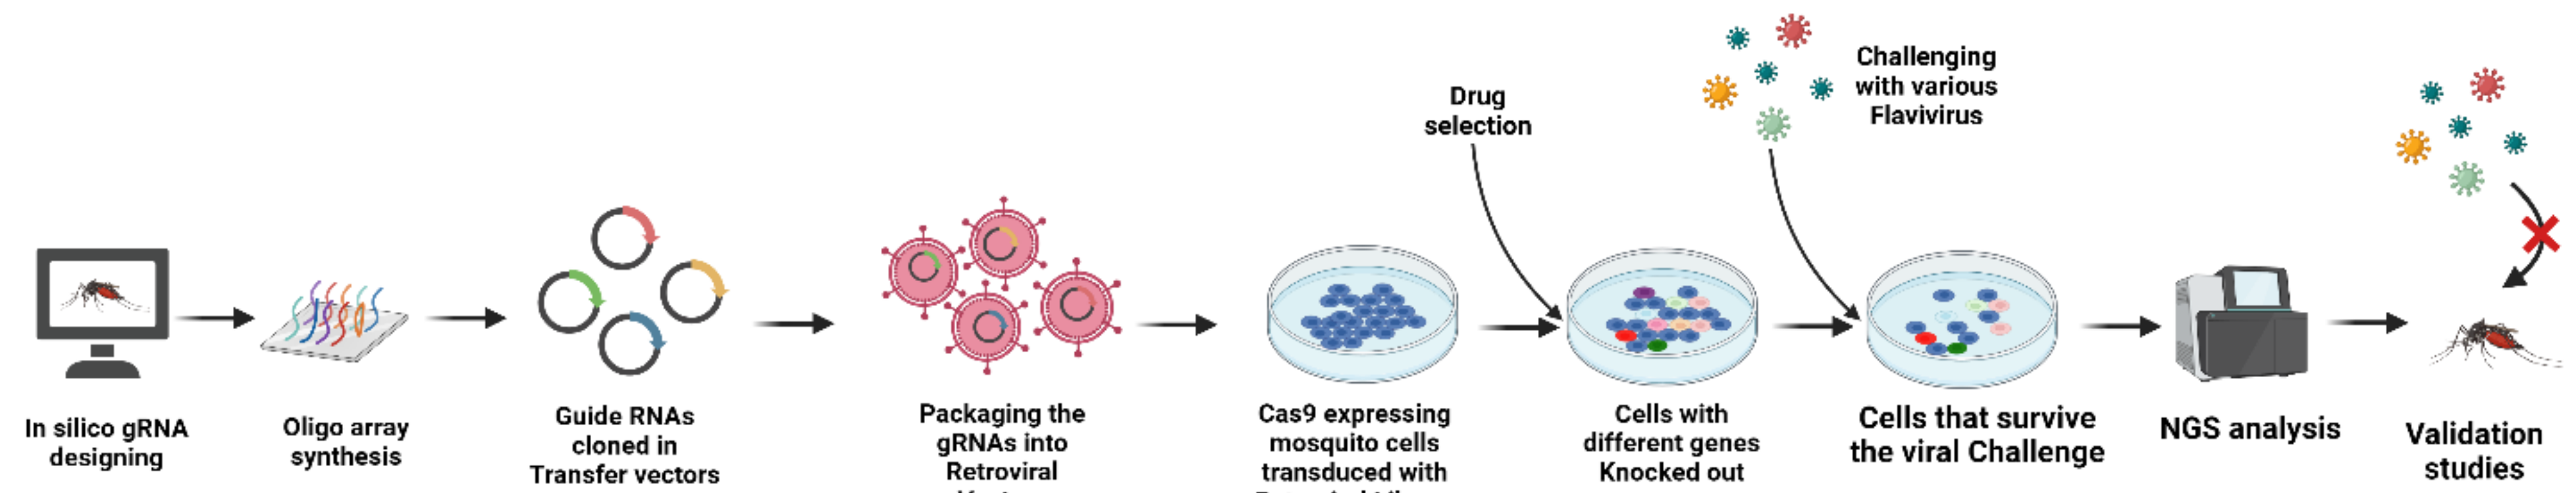 In silico gRNA
designing
Oligo array
synthesis
Guide RNAs
cloned in
Transfer vectors
Packaging the
gRNAs into
Retroviral
Cas9 expressing
mosquito cells
transduced with
Drug
selection
Cells with
different genes
Knocked out
Challenging
with various
Flavivirus
Cells that survive
the viral Challenge
NGS analysis
Validation
studies